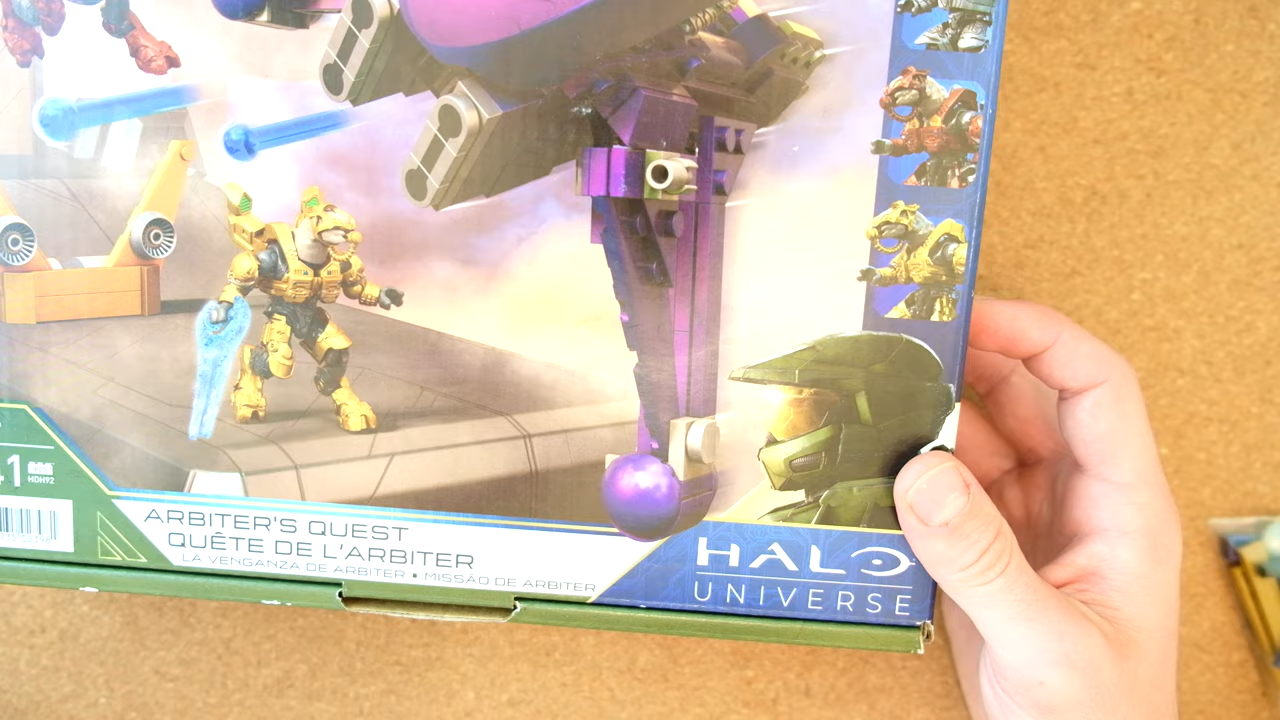 HDH92
ARBITER'S QUEST
QUÊTE DE L'ARBITER
LA VENGANZA DE ARBITER • MISSÃO DE ARBITER
HALO
UNIVERSE